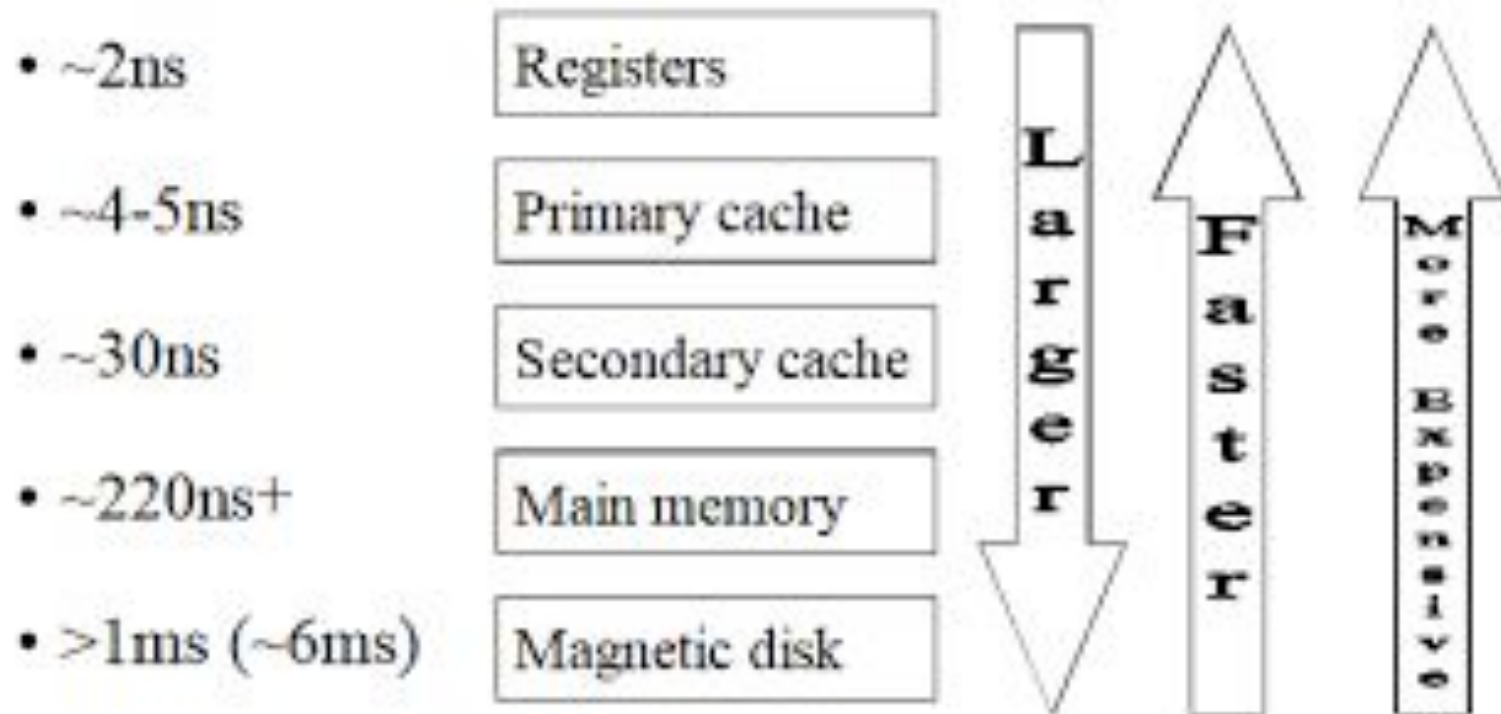 • ~2ns Registers
• ~4-5ns Primary cache
• ~30ns Secondary cache
• ~220ns+ Main memory
• >1ms (~6ms) Magnetic disk
Larger
Faster
More Expensive